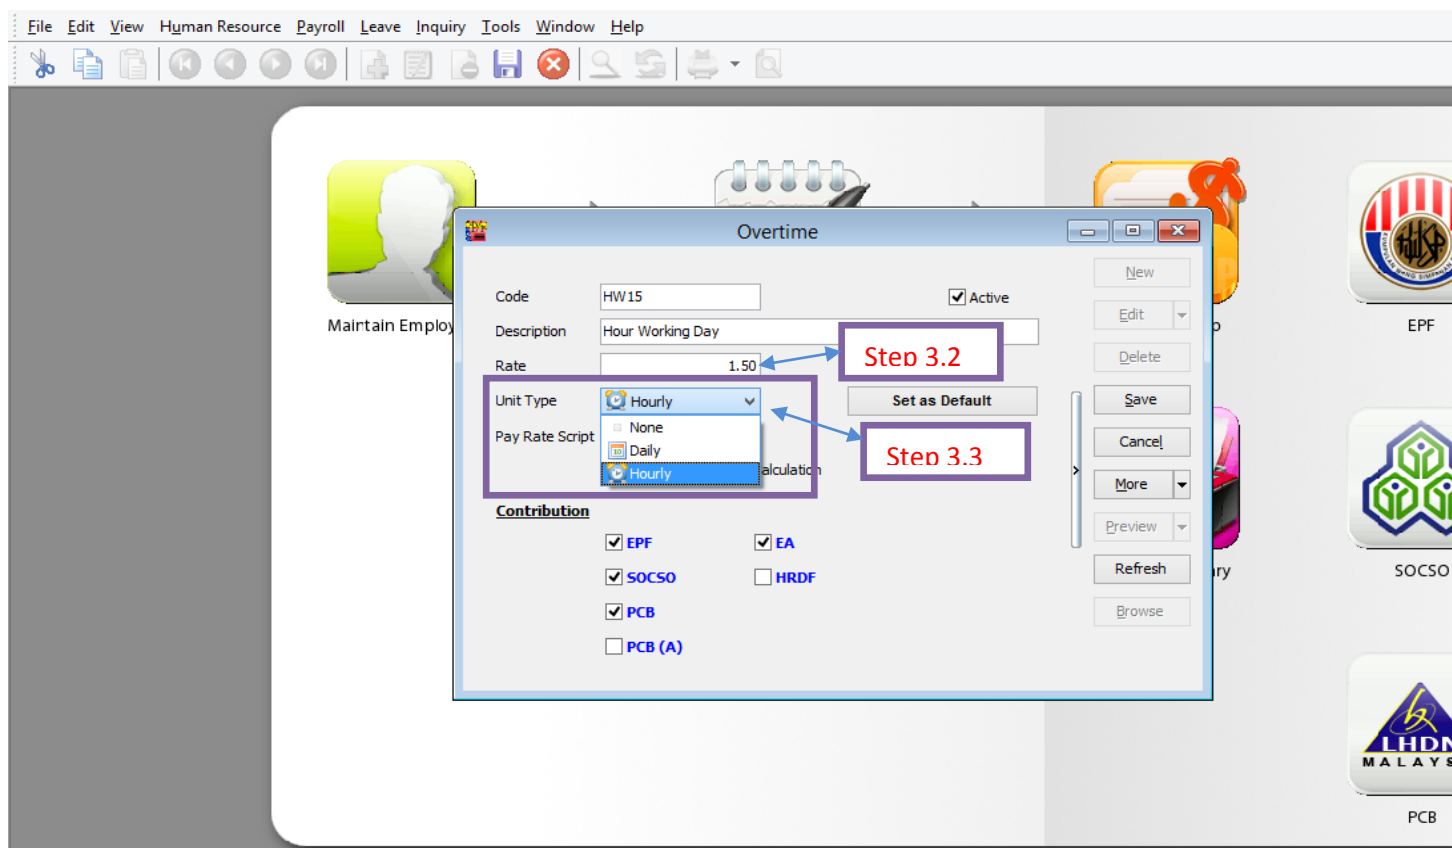 File Edit View Human Resource Payroll Leave Inquiry Tools Window Help
Overtime
New
Code HW15 Active
Edit
Maintain Employ
EPF
Description Hour Working Day
Step 3.2
Rate 1.50
Delete
Unit Type Hourly
Set as Default
Save
None
Pay Rate Script
Cancel
Daily
Step 3.3
Hourly
alculation
More
Contribution
Preview
EPF EA
Refresh
SOCSO HRDF
ry
SOCSO
PCB
Browse
PCB (A)
LHDN
MALAYS
PCB